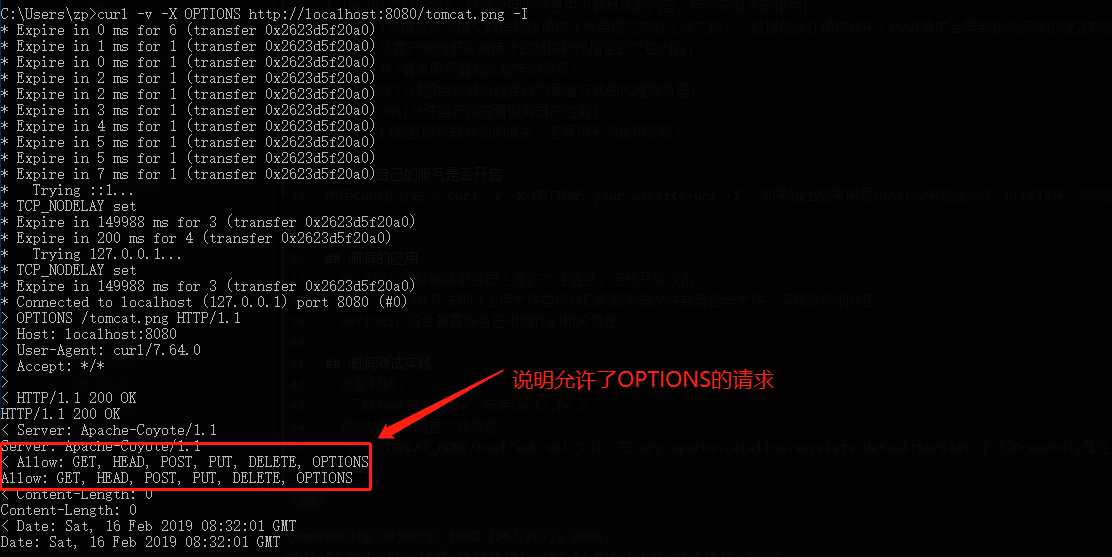 C:\Users\zp>curl -v -X OPTIONS http://localhost:8080/tomcat.png -I
* Expire in 0 ms for 6 (transfer 0x2623d5f20a0)
* Expire in 1 ms for 1 (transfer 0x2623d5f20a0)
* Expire in 0 ms for 1 (transfer 0x2623d5f20a0)
* Expire in 2 ms for 1 (transfer 0x2623d5f20a0)
* Expire in 2 ms for 1 (transfer 0x2623d5f20a0)
* Expire in 3 ms for 1 (transfer 0x2623d5f20a0)
* Expire in 4 ms for 1 (transfer 0x2623d5f20a0)
* Expire in 5 ms for 1 (transfer 0x2623d5f20a0)
* Expire in 5 ms for 1 (transfer 0x2623d5f20a0)
* Expire in 7 ms for 1 (transfer 0x2623d5f20a0)
*   Trying ::1...
* TCP_NODELAY set
* Expire in 149988 ms for 3 (transfer 0x2623d5f20a0)
* Expire in 200 ms for 4 (transfer 0x2623d5f20a0)
*   Trying 127.0.0.1...
* TCP_NODELAY set
* Expire in 149988 ms for 3 (transfer 0x2623d5f20a0)
* Connected to localhost (127.0.0.1) port 8080 (#0)
> OPTIONS /tomcat.png HTTP/1.1
> Host: localhost:8080
> User-Agent: curl/7.64.0
> Accept: */*
>
说明允许了OPTIONS的请求
< HTTP/1.1 200 OK
HTTP/1.1 200 OK
< Server: Apache-Coyote/1.1
Server: Apache-Coyote/1.1
< Allow: GET, HEAD, POST, PUT, DELETE, OPTIONS
Allow: GET, HEAD, POST, PUT, DELETE, OPTIONS
< Content-Length: 0
Content-Length: 0
< Date: Sat, 16 Feb 2019 08:32:01 GMT
Date: Sat, 16 Feb 2019 08:32:01 GMT